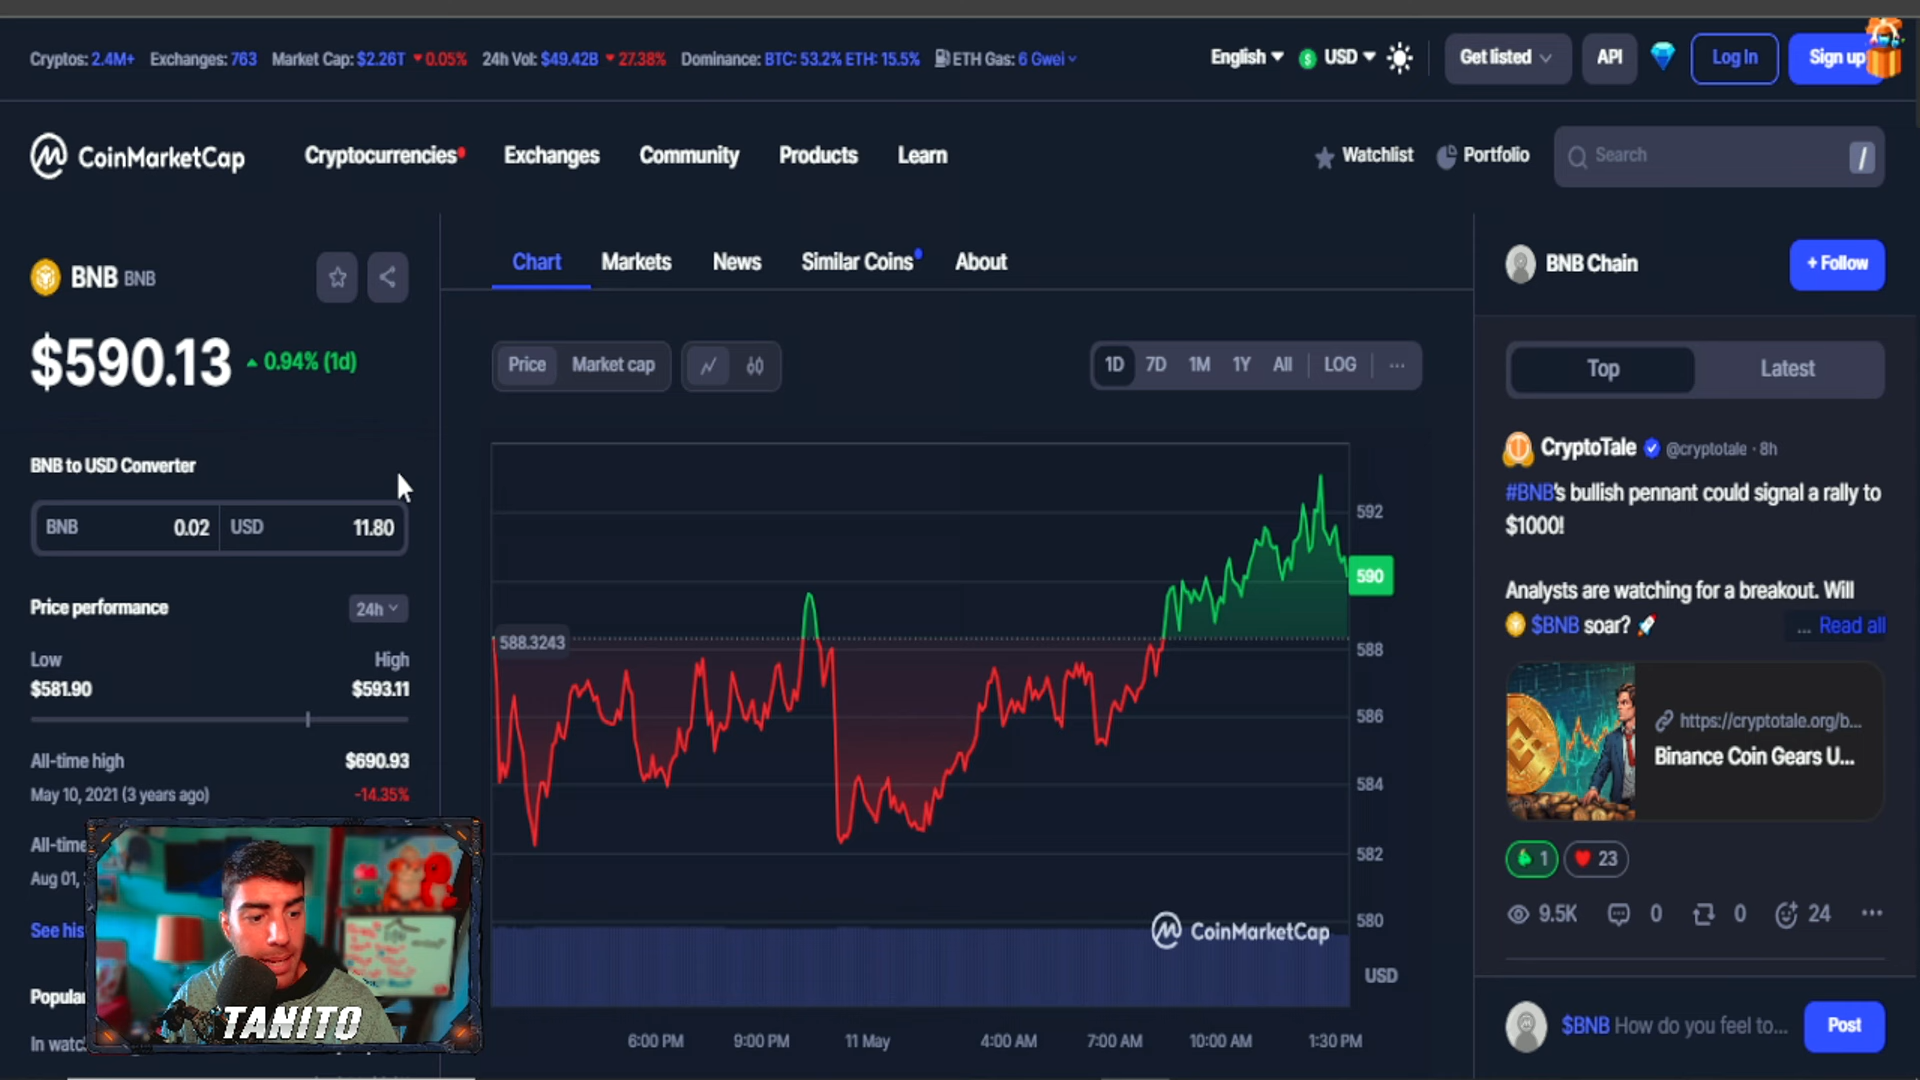 Cryptos: 2.4M+ Exchanges: 763 Market Cap: $2.26T 0.05% 24h Vol: $49.42B 27.38% Dominance: BTC: 53.2% ETH: 15.5% ETH Gas: 6 Gwei
English USD Get listed API Log In Sign up
CoinMarketCap Cryptocurrencies Exchanges Community Products Learn Watchlist Portfolio Search /
BNB BNB
$590.13 0.94% (1d)
BNB to USD Converter
BNB 0.02 USD 11.80
Price performance 24h
Low High
$581.90 $593.11
All-time high $690.93
May 10, 2021 (3 years ago) -14.35%
All-time
Aug 01,
See his
Popular
In watc
TANITO
Chart Markets News Similar Coins About
Price Market cap 1D 7D 1M 1Y All LOG ...
592
590
588.3243
588
586
584
582
580
CoinMarketCap
USD
6:00 PM 9:00 PM 11 May 4:00 AM 7:00 AM 10:00 AM 1:30 PM
BNB Chain + Follow
Top Latest
CryptoTale @cryptotale · 8h
#BNB's bullish pennant could signal a rally to
$1000!
Analysts are watching for a breakout. Will
$BNB soar? ... Read all
https://cryptotale.org/b...
Binance Coin Gears U...
1 23
9.5K 0 0 24 ...
$BNB How do you feel to... Post